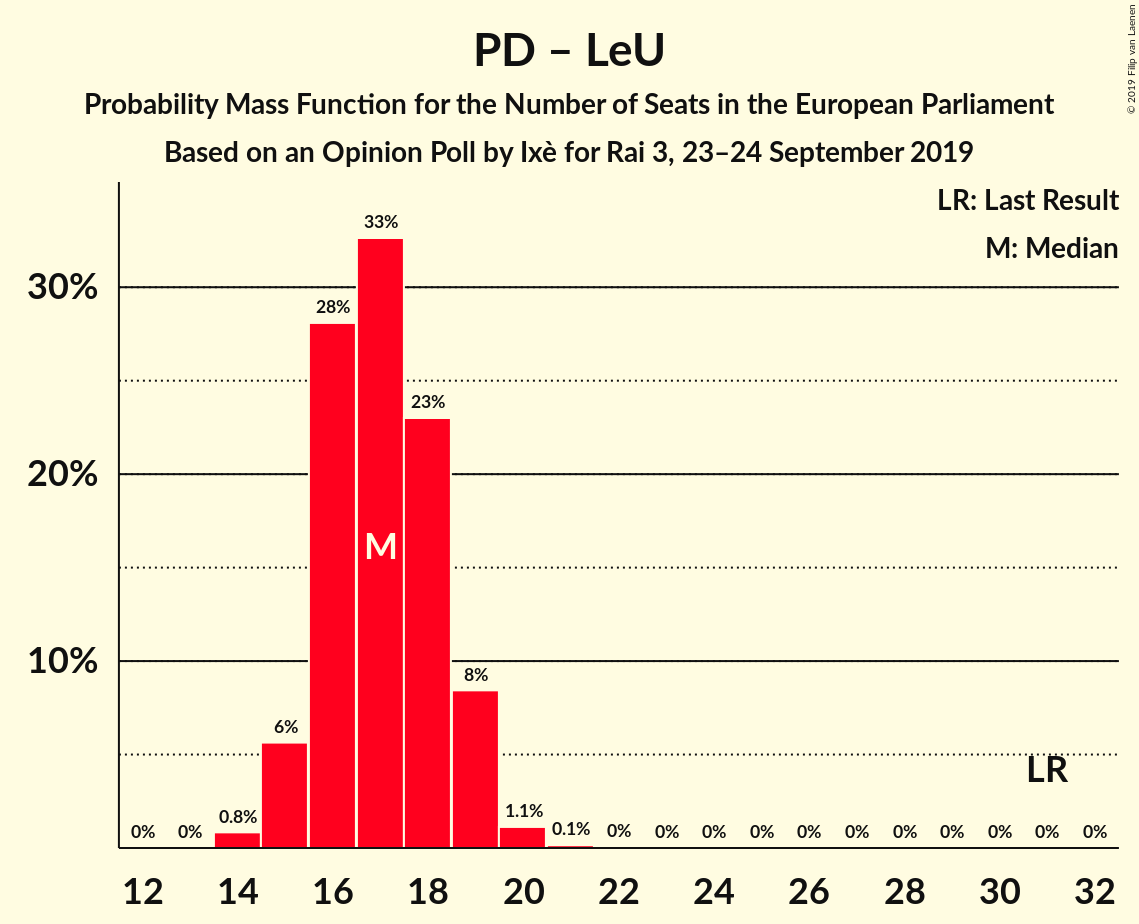 PD – LeU
Probability Mass Function for the Number of Seats in the European Parliament
Based on an Opinion Poll by Ixè for Rai 3, 23–24 September 2019
© 2019 Filip van Laenen
LR: Last Result
M: Median
30%
20%
10%
0% 0% 0.8% 6% 28% 33% 23% 8% 1.1% 0.1% 0% 0% 0% 0% 0% 0% 0% 0% 0% 0% 0%
M
LR
12 14 16 18 20 22 24 26 28 30 32